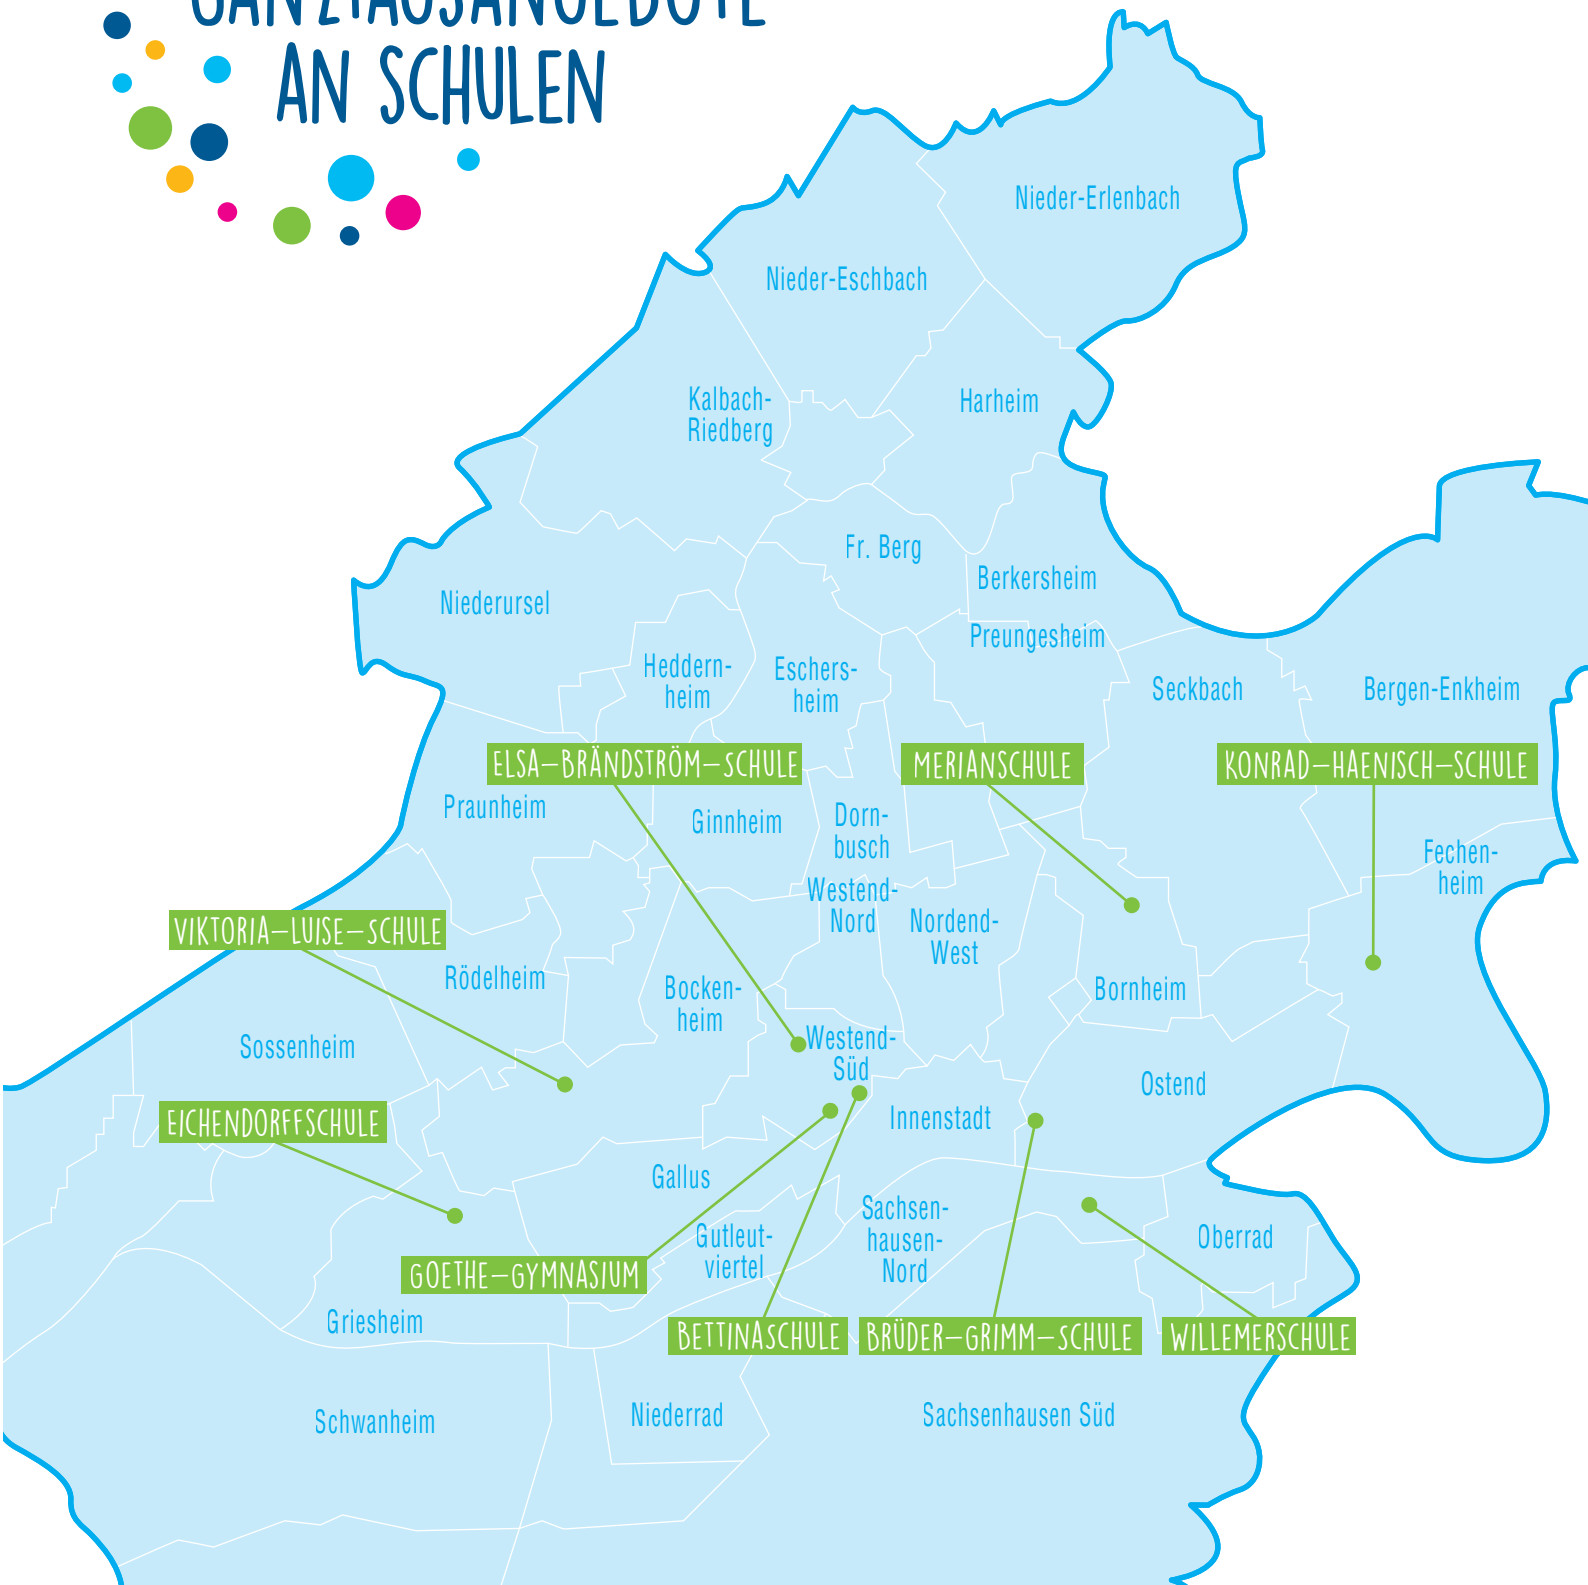 GANZTAGSANGEBOTE
AN SCHULEN
Nieder-Erlenbach
Nieder-Eschbach
Kalbach-
Riedberg
Harheim
Fr. Berg
Berkersheim
Niederursel
Preungesheim
Heddern-
heim
Eschers-
heim
Seckbach
Bergen-Enkheim
ELSA–BRÄNDSTRÖM–SCHULE
MERIANSCHULE
KONRAD–HAENISCH–SCHULE
Praunheim
Ginnheim
Dorn-
busch
Fechen-
heim
Westend-
Nord
Nordend-
West
VIKTORIA–LUISE–SCHULE
Rödelheim
Bocken-
heim
Bornheim
Sossenheim
Westend-
Süd
Ostend
EICHENDORFFSCHULE
Innenstadt
Gallus
Sachsen-
hausen-
Nord
Gutleut-
viertel
Oberrad
GOETHE–GYMNASIUM
Griesheim
BETTINASCHULE
BRÜDER–GRIMM–SCHULE
WILLEMERSCHULE
Schwanheim
Niederrad
Sachsenhausen Süd